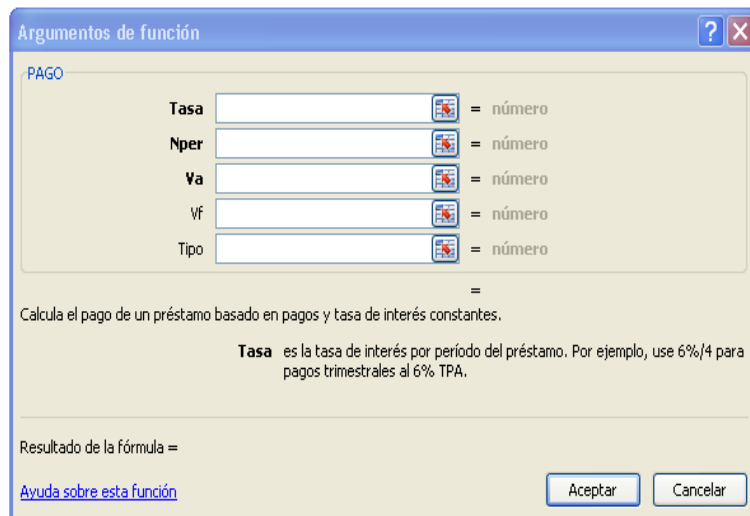 Argumentos de función
PAGO
Tasa = número
Nper = número
Va = número
Vf = número
Tipo = número
=
Calcula el pago de un préstamo basado en pagos y tasa de interés constantes.
Tasa es la tasa de interés por período del préstamo. Por ejemplo, use 6%/4 para
pagos trimestrales al 6% TPA.
Resultado de la fórmula =
Ayuda sobre esta función
Aceptar Cancelar